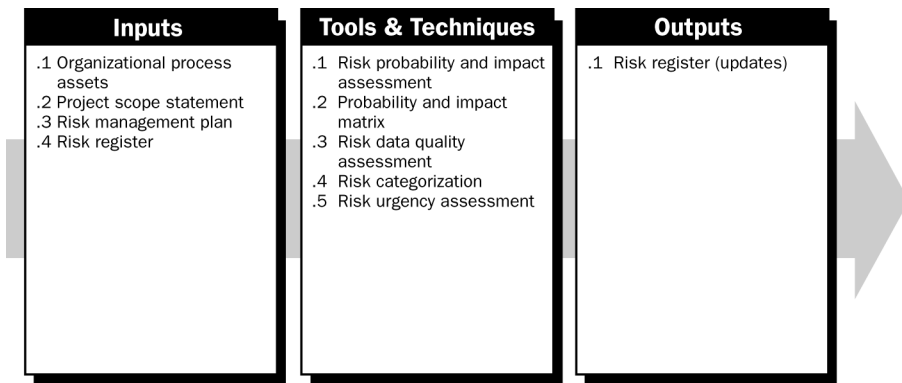 Inputs
.1 Organizational process
assets
.2 Project scope statement
.3 Risk management plan
.4 Risk register
Tools & Techniques
.1 Risk probability and impact
assessment
.2 Probability and impact
matrix
.3 Risk data quality
assessment
.4 Risk categorization
.5 Risk urgency assessment
Outputs
.1 Risk register (updates)